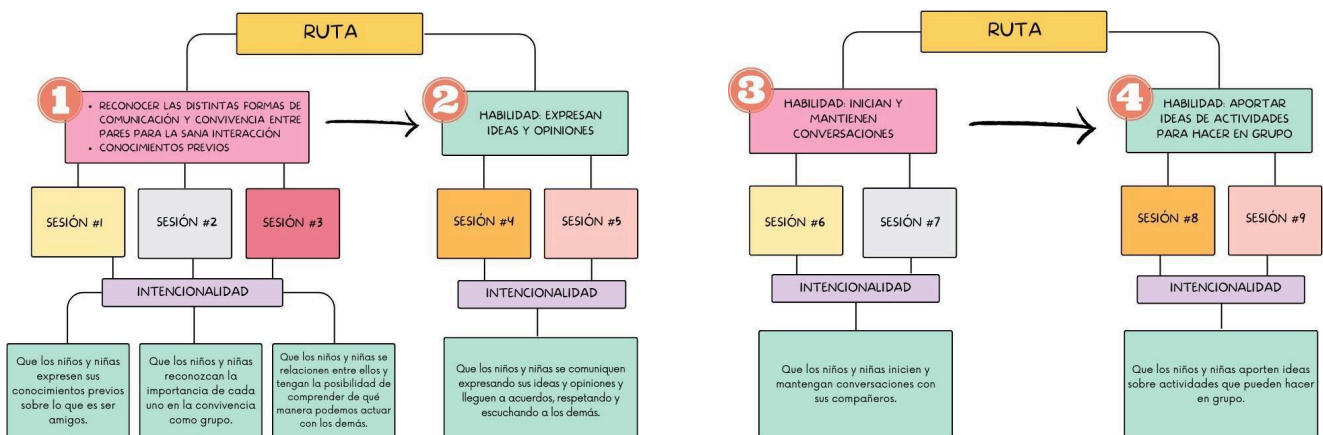 RUTA
1
• RECONOCER LAS DISTINTAS FORMAS DE
COMUNICACIÓN Y CONVIVENCIA ENTRE
PARES PARA LA SANA INTERACCIÓN
• CONOCIMIENTOS PREVIOS
2
HABILIDAD: EXPRESAN
IDEAS Y OPINIONES
SESIÓN #1
SESIÓN #2
SESIÓN #3
SESIÓN #4
SESIÓN #5
INTENCIONALIDAD
INTENCIONALIDAD
Que los niños y niñas
expresen sus
conocimientos previos
sobre lo que es ser
amigos.
Que los niños y niñas
reconozcan la
importancia de cada
uno en la convivencia
como grupo.
Que los niños y niñas se
relacionen entre ellos y
tengan la posibilidad de
comprender de qué
manera podemos actuar
con los demás.
Que los niños y niñas se comuniquen
expresando sus ideas y opiniones y
lleguen a acuerdos, respetando y
escuchando a los demás.
RUTA
3
HABILIDAD: INICIAN Y
MANTIENEN
CONVERSACIONES
4
HABILIDAD: APORTAR
IDEAS DE ACTIVIDADES
PARA HACER EN GRUPO
SESIÓN #6
SESIÓN #7
SESIÓN #8
SESIÓN #9
INTENCIONALIDAD
INTENCIONALIDAD
Que los niños y niñas inicien y
mantengan conversaciones con
sus compañeros.
Que los niños y niñas aporten ideas
sobre actividades que pueden hacer
en grupo.